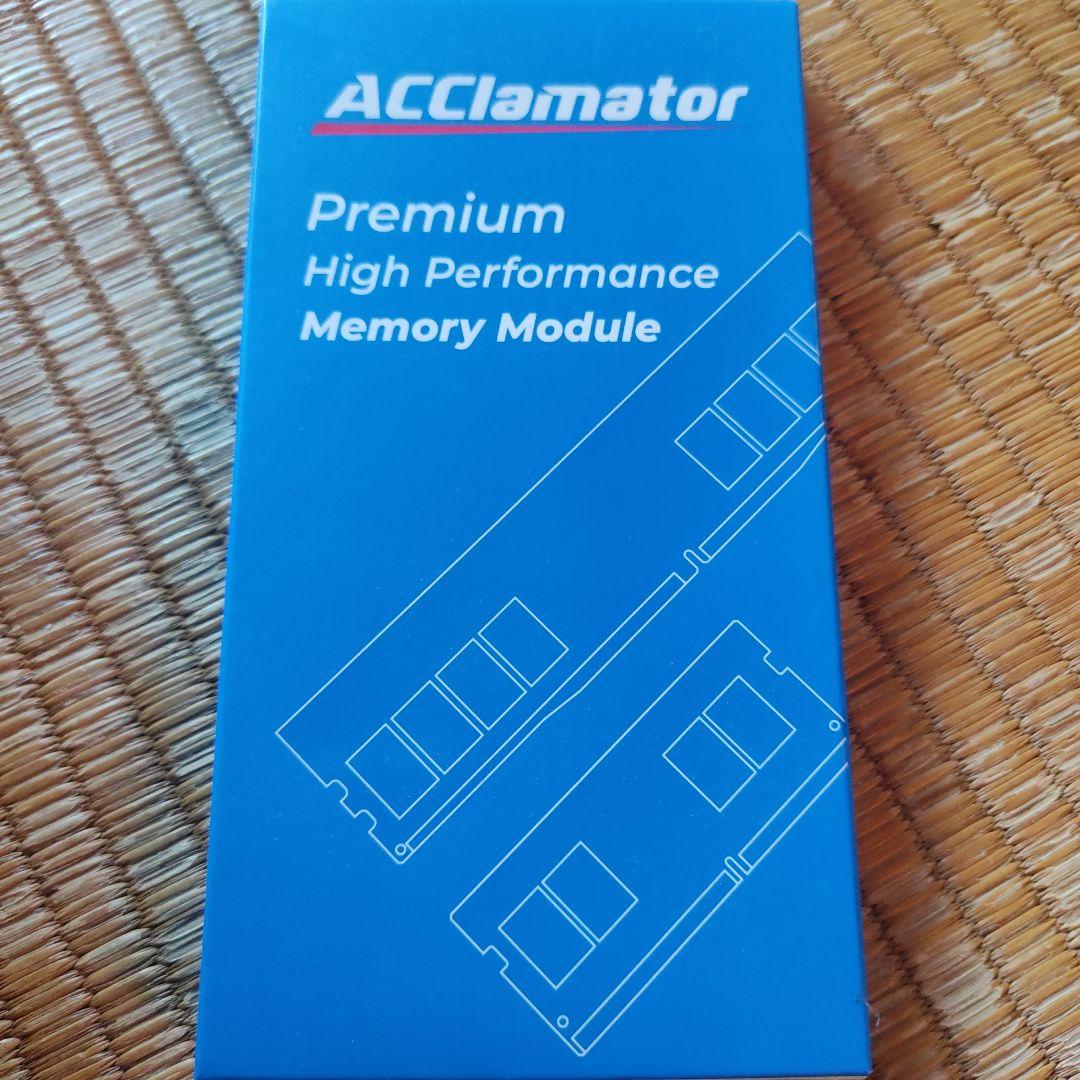 ACClamator
Premium
High Performance
Memory Module